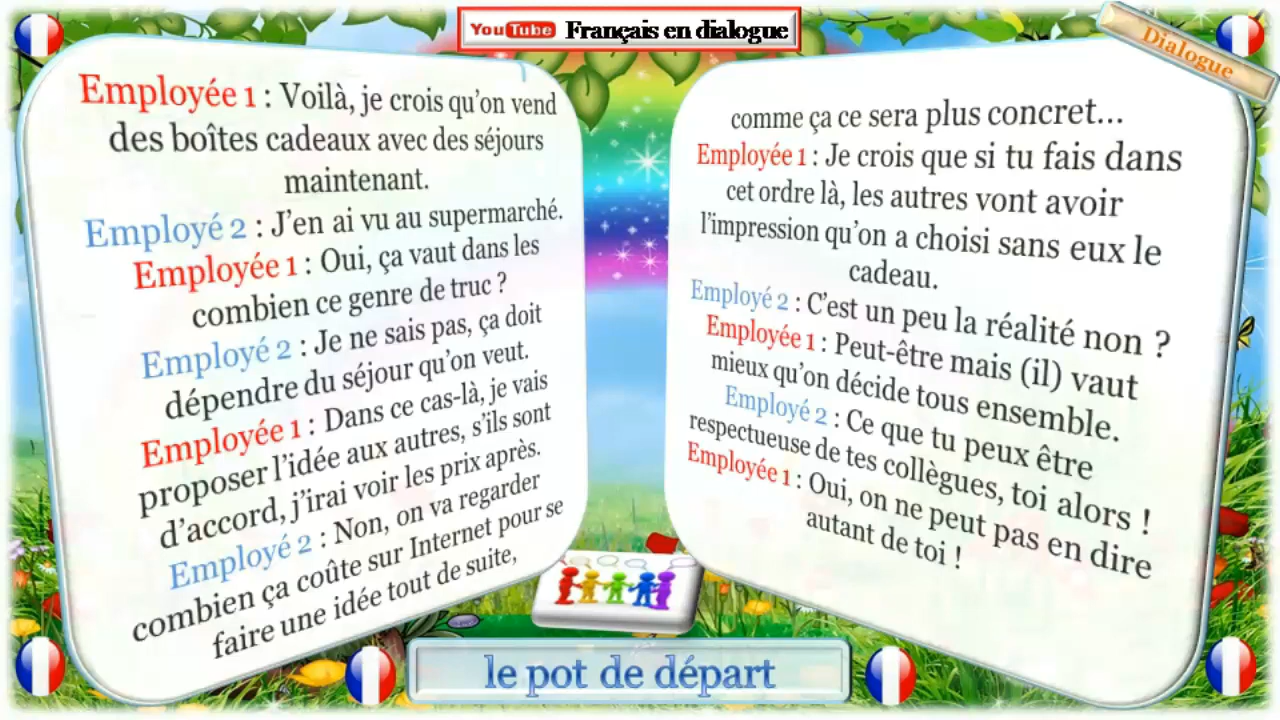 YouTube Français en dialogue
Dialogue
Employée 1 : Voilà, je crois qu'on vend
des boîtes cadeaux avec des séjours
maintenant.
Employé 2 : J'en ai vu au supermarché.
Employée 1 : Oui, ça vaut dans les
combien ce genre de truc ?
Employé 2 : Je ne sais pas, ça doit
dépendre du séjour qu'on veut.
Employée 1 : Dans ce cas-là, je vais
proposer l'idée aux autres, s'ils sont
d'accord, j'irai voir les prix après.
Employé 2 : Non, on va regarder
combien ça coûte sur Internet pour se
faire une idée tout de suite,
comme ça ce sera plus concret…
Employée 1 : Je crois que si tu fais dans
cet ordre là, les autres vont avoir
l'impression qu'on a choisi sans eux le
cadeau.
Employé 2 : C'est un peu la réalité non ?
Employée 1 : Peut-être mais (il) vaut
mieux qu'on décide tous ensemble.
Employé 2 : Ce que tu peux être
respectueuse de tes collègues, toi alors !
Employée 1 : Oui, on ne peut pas en dire
autant de toi !
le pot de départ